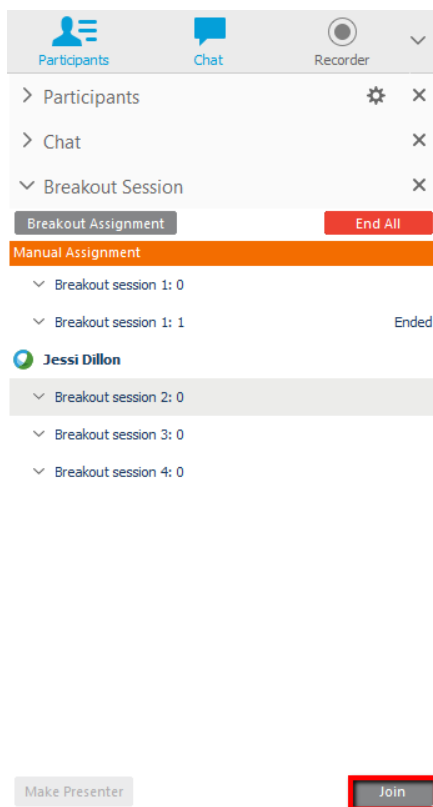 Participants Chat Recorder
Participants
Chat
Breakout Session
Breakout Assignment End All
Manual Assignment
Breakout session 1: 0
Breakout session 1: 1 Ended
Jessi Dillon
Breakout session 2: 0
Breakout session 3: 0
Breakout session 4: 0
Make Presenter Join